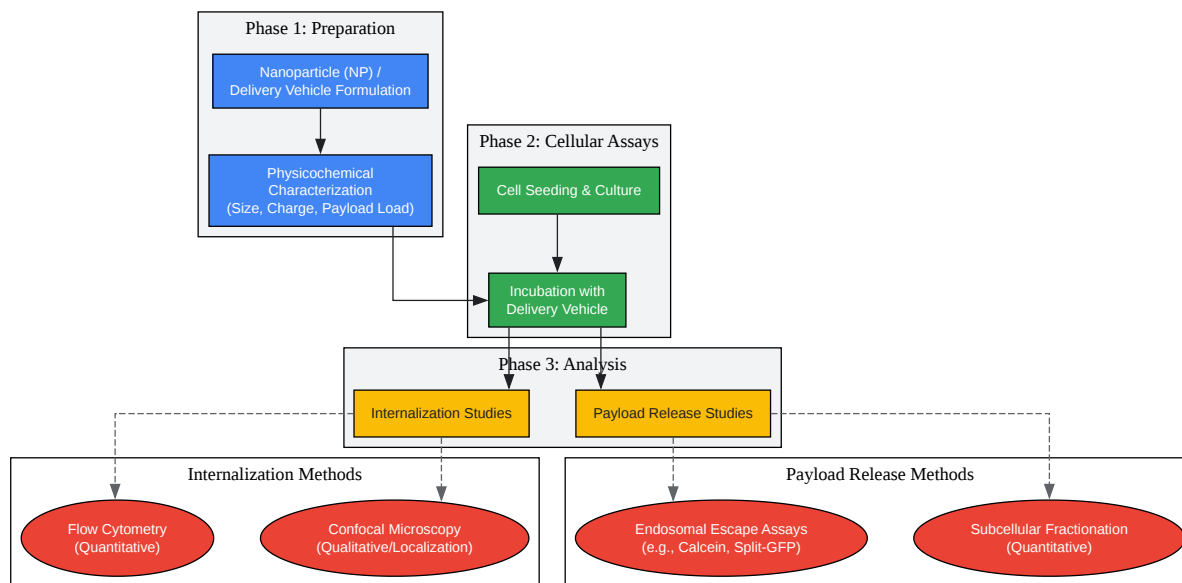 Phase 1: Preparation
Nanoparticle (NP) /
Delivery Vehicle Formulation
Physicochemical
Characterization
(Size, Charge, Payload Load)
Phase 2: Cellular Assays
Cell Seeding & Culture
Incubation with
Delivery Vehicle
Phase 3: Analysis
Internalization Studies
Payload Release Studies
Internalization Methods
Flow Cytometry
(Quantitative)
Confocal Microscopy
(Qualitative/Localization)
Payload Release Methods
Endosomal Escape Assays
(e.g., Calcein, Split-GFP)
Subcellular Fractionation
(Quantitative)